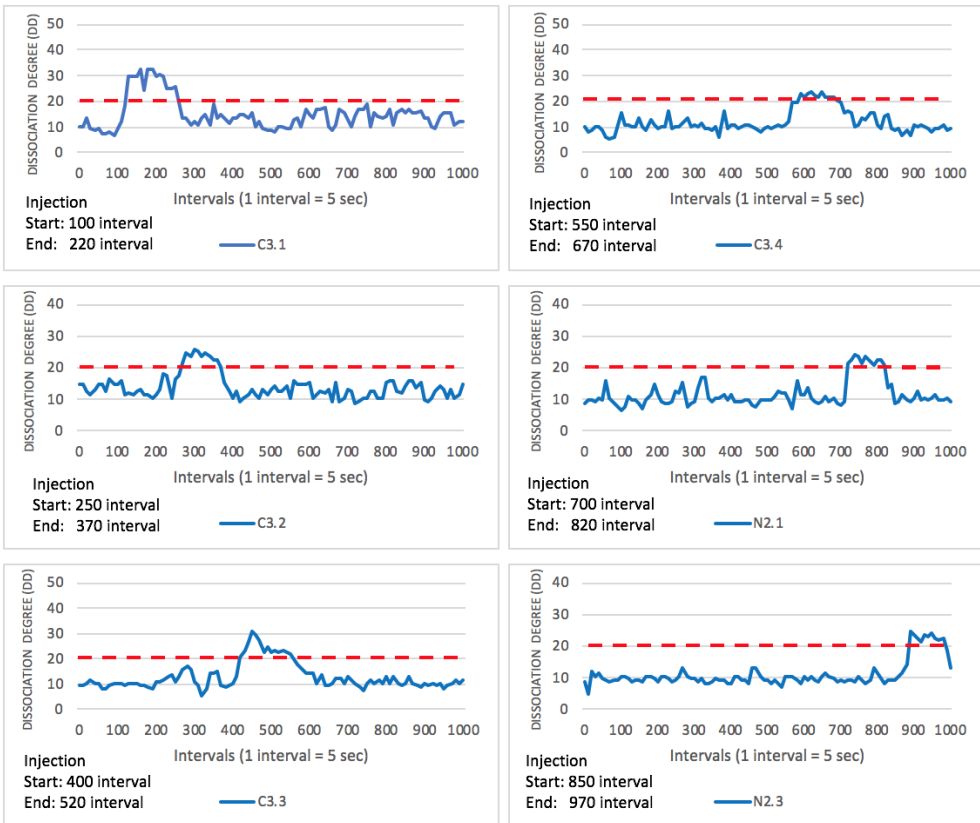 DISSOCIATION DEGREE (DD)
50
40
30
20
10
0
0 100 200 300 400 500 600 700 800 900 1000
Intervals (1 interval = 5 sec)
Injection
Start: 100 interval
End: 220 interval
C3.1
DISSOCIATION DEGREE (DD)
50
40
30
20
10
0
0 100 200 300 400 500 600 700 800 900 1000
Intervals (1 interval = 5 sec)
Injection
Start: 550 interval
End: 670 interval
C3.4
DISSOCIATION DEGREE (DD)
40
30
20
10
0
0 100 200 300 400 500 600 700 800 900 1000
Intervals (1 interval = 5 sec)
Injection
Start: 250 interval
End: 370 interval
C3.2
DISSOCIATION DEGREE (DD)
40
30
20
10
0
0 100 200 300 400 500 600 700 800 900 1000
Intervals (1 interval = 5 sec)
Injection
Start: 700 interval
End: 820 interval
N2.1
DISSOCIATION DEGREE (DD)
50
40
30
20
10
0
0 100 200 300 400 500 600 700 800 900 1000
Intervals (1 interval = 5 sec)
Injection
Start: 400 interval
End: 520 interval
C3.3
DISSOCIATION DEGREE (DD)
40
30
20
10
0
0 100 200 300 400 500 600 700 800 900 1000
Intervals (1 interval = 5 sec)
Injection
Start: 850 interval
End: 970 interval
N2.3